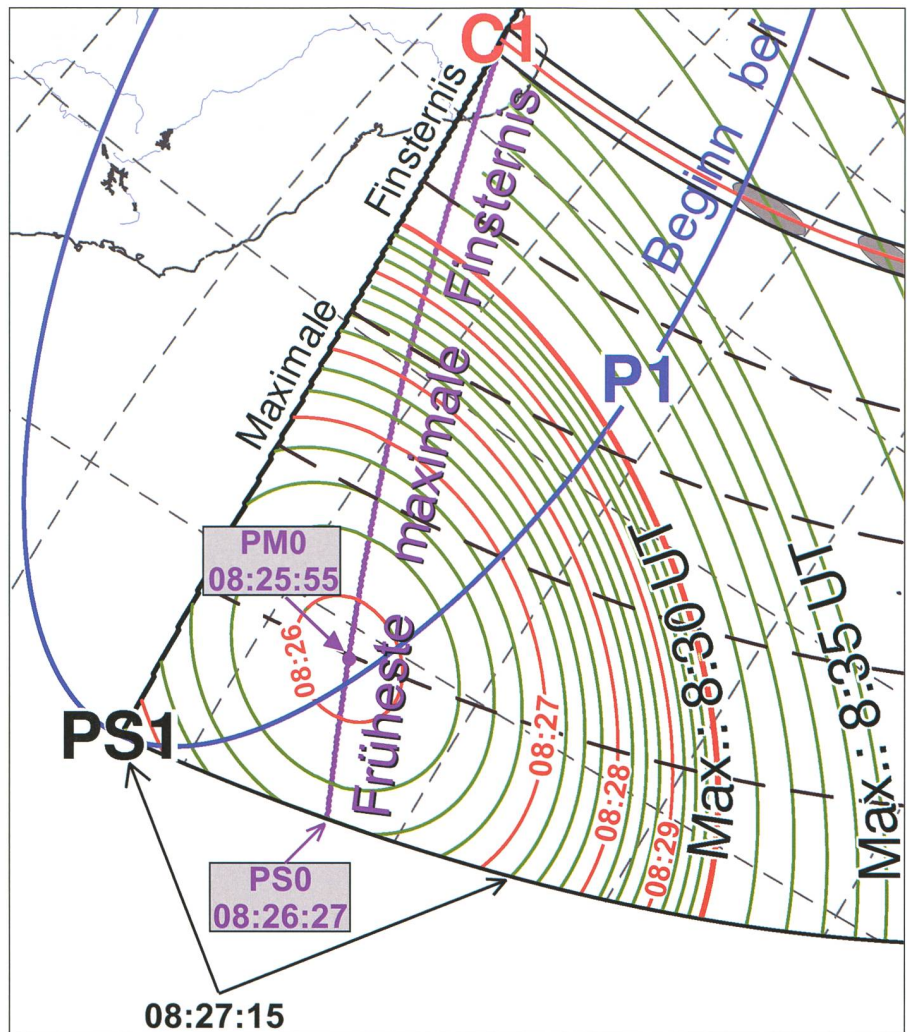 C1
Beginn bei
Maximale Finsternis
Früheste maximale Finsternis
P1
PM0
08:25:55
08:26
PS1
08:27
08:28
08:29
Max.: 8:30 UT
Max.: 8:35 UT
PS0
08:26:27
08:27:15